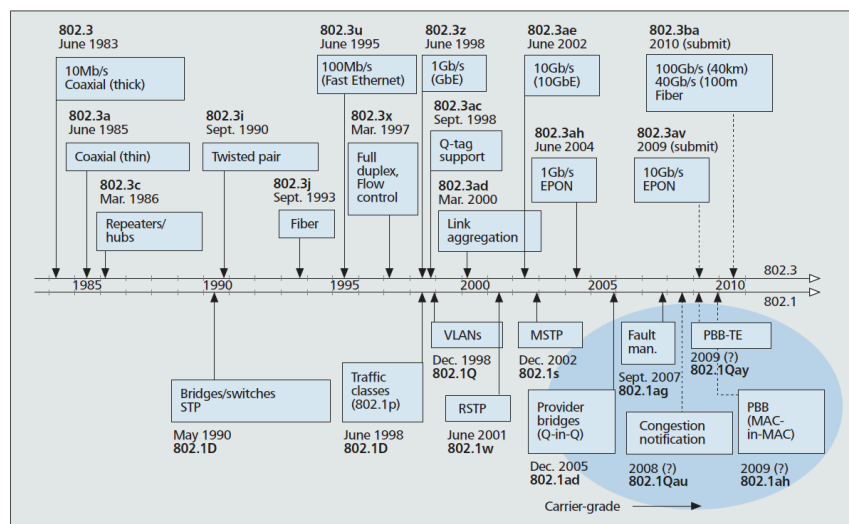 802.3
June 1983
10Mb/s
Coaxial (thick)
802.3a
June 1985
Coaxial (thin)
802.3c
Mar. 1986
Repeaters/
hubs
802.3i
Sept. 1990
Twisted pair
802.3j
Sept. 1993
Fiber
802.3u
June 1995
100Mb/s
(Fast Ethernet)
802.3x
Mar. 1997
Full
duplex,
Flow
control
802.3z
June 1998
1Gb/s
(GbE)
802.3ac
Sept. 1998
Q-tag
support
802.3ad
Mar. 2000
Link
aggregation
802.3ae
June 2002
10Gb/s
(10GbE)
802.3ah
June 2004
1Gb/s
EPON
802.3ba
2010 (submit)
100Gb/s (40km)
40Gb/s (100m
Fiber
802.3av
2009 (submit)
10Gb/s
EPON
802.3
1985 1990 1995 2000 2005 2010
802.1
Bridges/switches
STP
May 1990
802.1D
Traffic
classes
(802.1p)
June 1998
802.1D
VLANs
Dec. 1998
802.1Q
RSTP
June 2001
802.1w
MSTP
Dec. 2002
802.1s
Provider
bridges
(Q-in-Q)
Dec. 2005
802.1ad
Fault
man.
Sept. 2007
802.1ag
Congestion
notification
2008 (?)
802.1Qau
PBB-TE
2009 (?)
802.1Qay
PBB
(MAC-
in-MAC)
2009 (?)
802.1ah
Carrier-grade